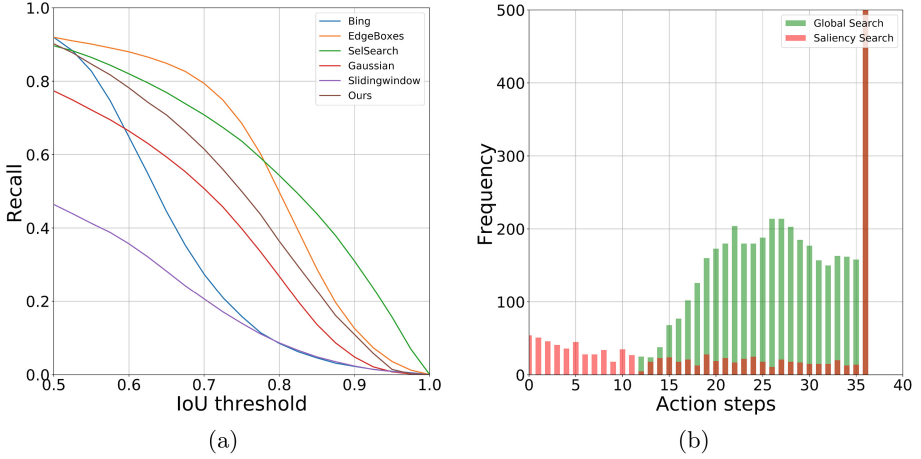 1.0
0.8
0.6
0.4
0.2
0.0
Recall
0.5
0.6
0.7
0.8
0.9
1.0
IoU threshold
Bing
EdgeBoxes
SelSearch
Gaussian
Slidingwindow
Ours
(a)
500
400
300
200
100
0
Frequency
0
5
10
15
20
25
30
35
40
Action steps
Global Search
Saliency Search
(b)